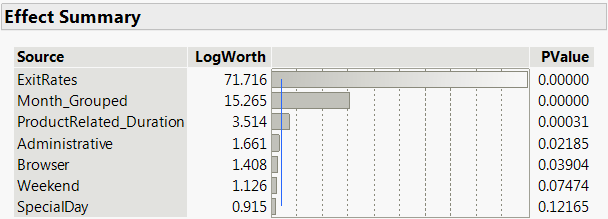 Effect Summary
Source LogWorth PValue
ExitRates 71.716 0.00000
Month_Grouped 15.265 0.00000
ProductRelated_Duration 3.514 0.00031
Administrative 1.661 0.02185
Browser 1.408 0.03904
Weekend 1.126 0.07474
SpecialDay 0.915 0.12165